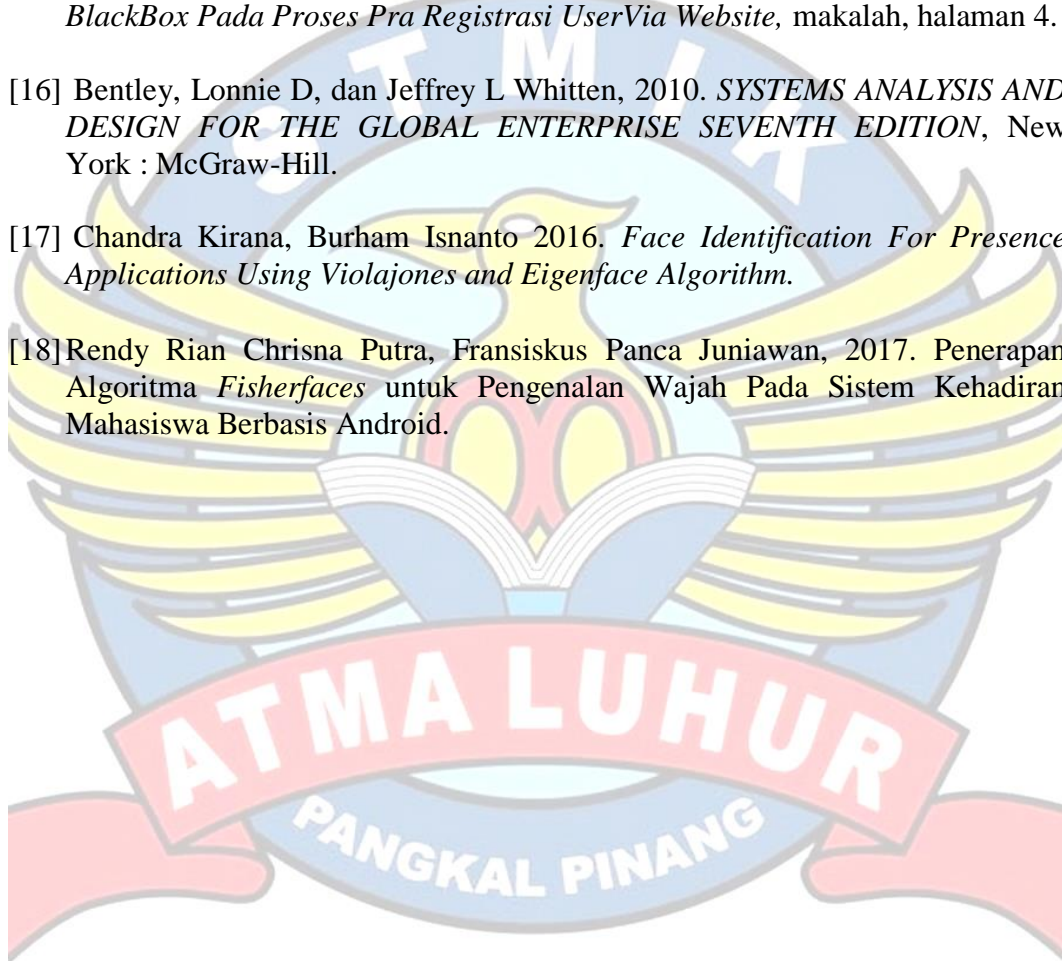 BlackBox Pada Proses Pra Registrasi UserVia Website, makalah, halaman 4.
[16] Bentley, Lonnie D, dan Jeffrey L Whitten, 2010. SYSTEMS ANALYSIS AND
DESIGN FOR THE GLOBAL ENTERPRISE SEVENTH EDITION, New
York : McGraw-Hill.
[17] Chandra Kirana, Burham Isnanto 2016. Face Identification For Presence
Applications Using Violajones and Eigenface Algorithm.
[18] Rendy Rian Chrisna Putra, Fransiskus Panca Juniawan, 2017. Penerapan
Algoritma Fisherfaces untuk Pengenalan Wajah Pada Sistem Kehadiran
Mahasiswa Berbasis Android.
STMIK
ATMA LUHUR
PANGKAL PINANG